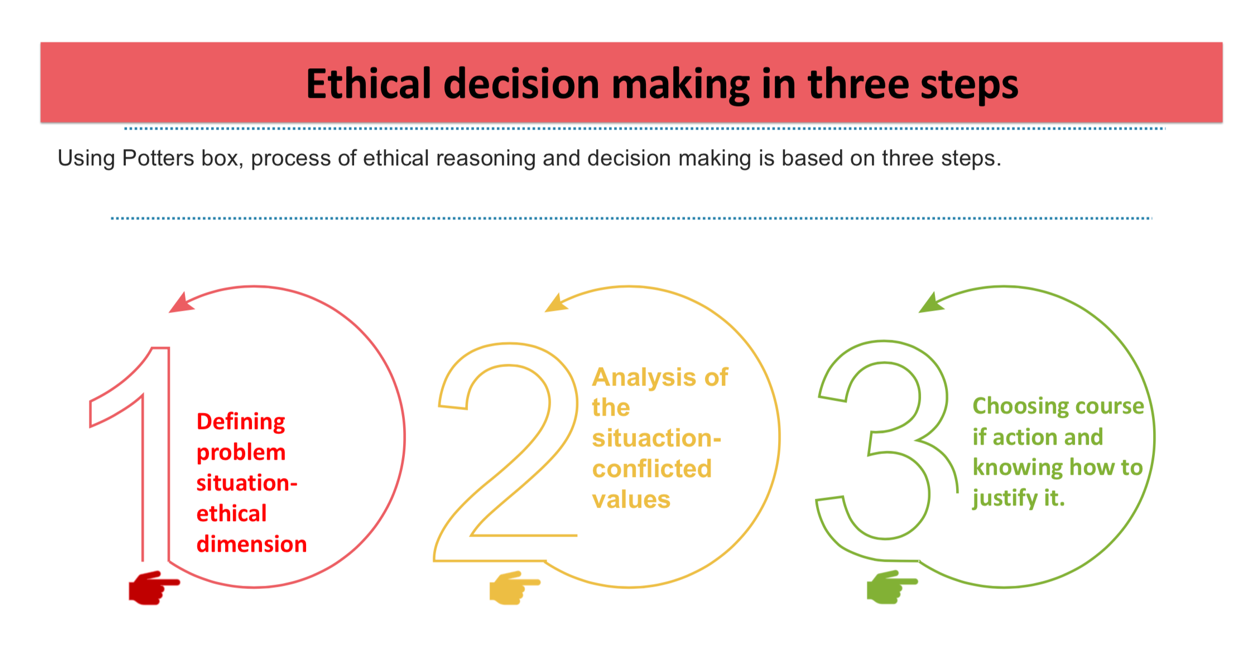 Ethical decision making in three steps
Using Potters box, process of ethical reasoning and decision making is based on three steps.
1
Defining
problem
situation-
ethical
dimension
2
Analysis of
the
situaction-
conflicted
values
3
Choosing course
if action and
knowing how to
justify it.